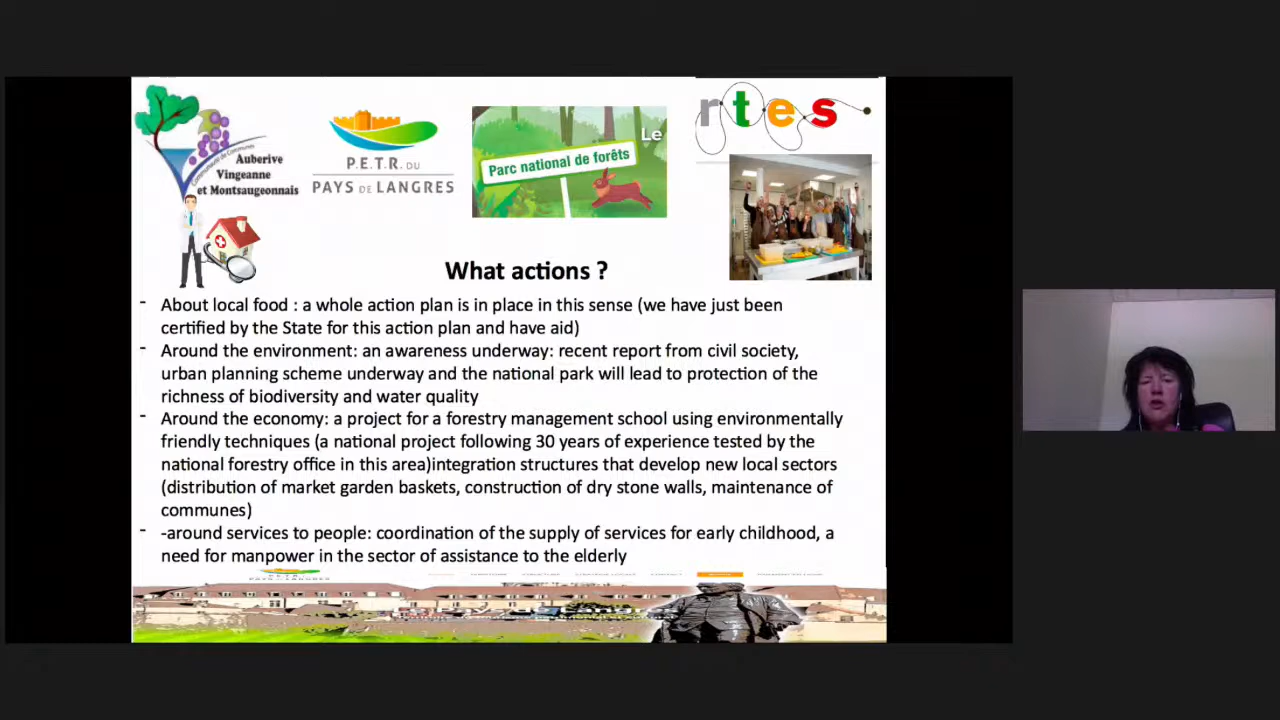 rtes
Communauté de Communes
Auberive
Vingeanne
et Montsaugeonnais
P.E.T.R. DU
PAYS DE LANGRES
Le
Parc national de forêts
What actions ?
- About local food : a whole action plan is in place in this sense (we have just been
certified by the State for this action plan and have aid)
- Around the environment: an awareness underway: recent report from civil society,
urban planning scheme underway and the national park will lead to protection of the
richness of biodiversity and water quality
- Around the economy: a project for a forestry management school using environmentally
friendly techniques (a national project following 30 years of experience tested by the
national forestry office in this area)integration structures that develop new local sectors
(distribution of market garden baskets, construction of dry stone walls, maintenance of
communes)
- -around services to people: coordination of the supply of services for early childhood, a
need for manpower in the sector of assistance to the elderly
PAYS DE LANGRES